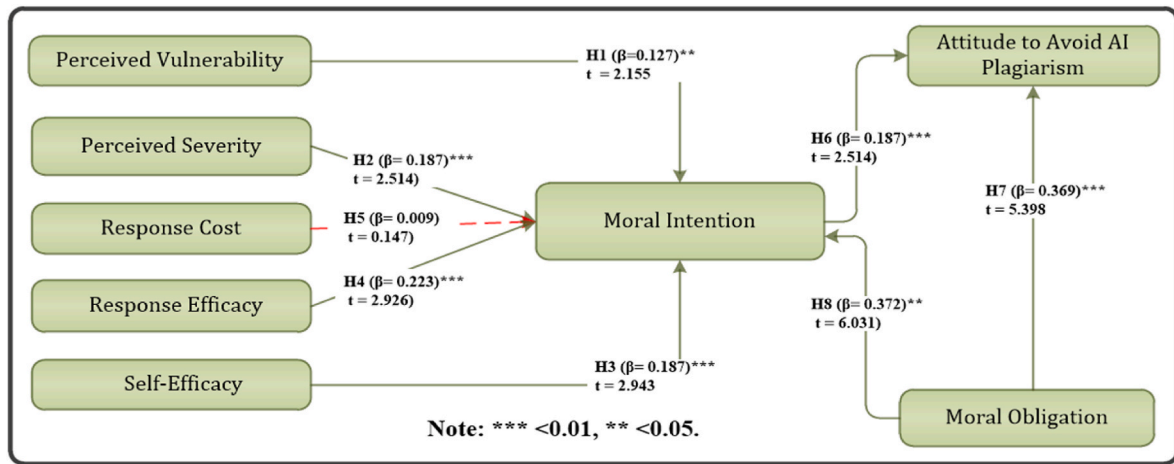 Perceived Vulnerability
H1 (β=0.127)**
t = 2.155
Attitude to Avoid AI
Plagiarism
Perceived Severity
H2 (β= 0.187)***
t = 2.514)
H6 (β= 0.187)***
t = 2.514)
Response Cost
H5 (β= 0.009)
t = 0.147)
Moral Intention
H7 (β= 0.369)***
t = 5.398
Response Efficacy
H4 (β= 0.223)***
t = 2.926)
H8 (β= 0.372)**
t = 6.031)
Self-Efficacy
H3 (β= 0.187)***
t = 2.943
Moral Obligation
Note: *** <0.01, ** <0.05.